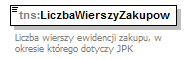 tns:LiczbaWierszyZakupow
Liczba wierszy ewidencji zakupu, w
okresie którego dotyczy JPK